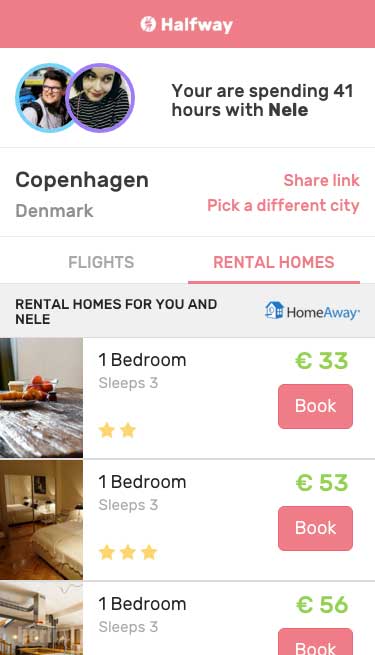 Halfway
Your are spending 41
hours with Nele
Copenhagen
Share link
Denmark
Pick a different city
FLIGHTS
RENTAL HOMES
RENTAL HOMES FOR YOU AND
NELE
HomeAway
1 Bedroom
€ 33
Sleeps 3
Book
1 Bedroom
€ 53
Sleeps 3
Book
1 Bedroom
€ 56
Sleeps 3
Book